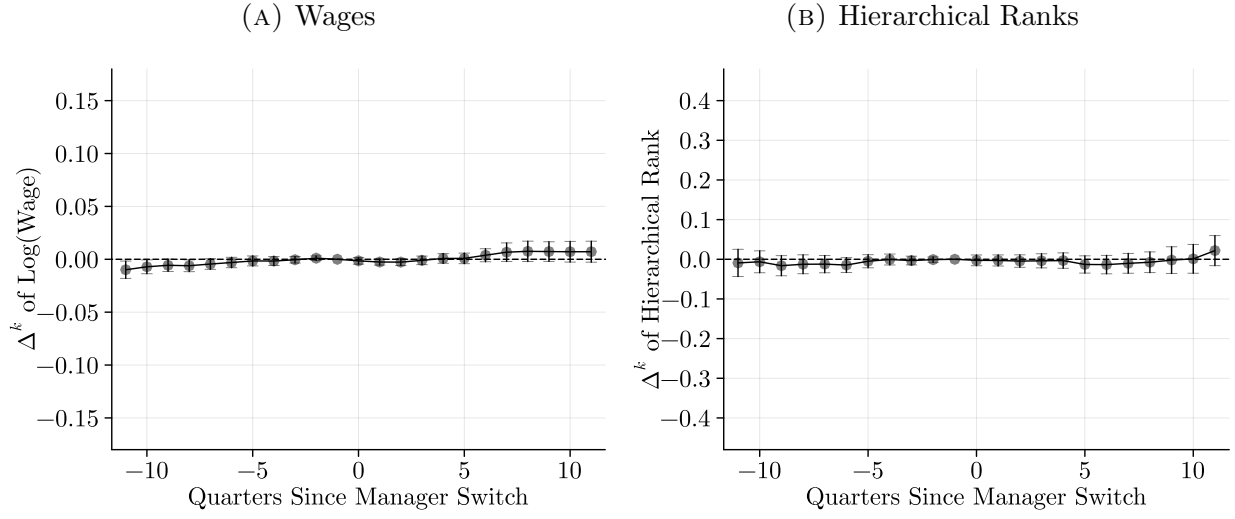 (A) Wages
0.15
0.10
0.05
0.00
−0.05
−0.10
−0.15
Δ^k of Log(Wage)
−10 −5 0 5 10
Quarters Since Manager Switch
(B) Hierarchical Ranks
0.4
0.3
0.2
0.1
0.0
−0.1
−0.2
−0.3
−0.4
Δ^k of Hierarchical Rank
−10 −5 0 5 10
Quarters Since Manager Switch